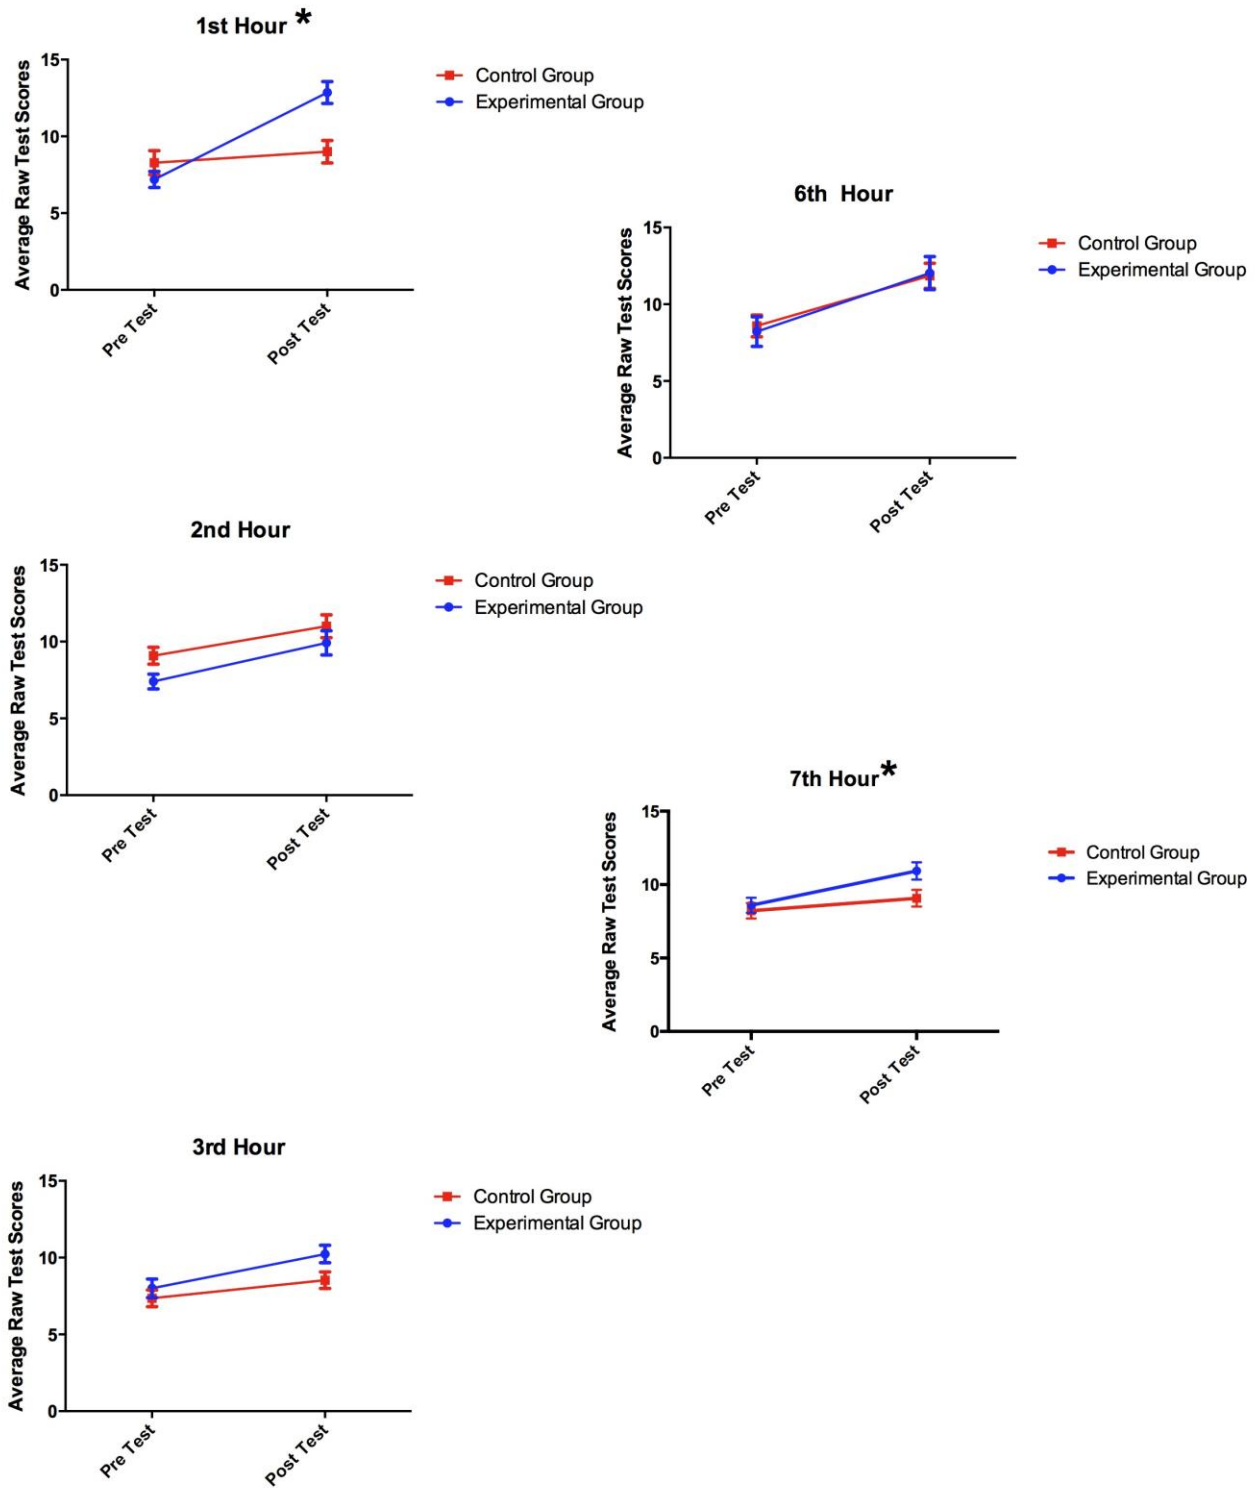 1st Hour *
Average Raw Test Scores
15
10
5
0
Pre Test
Post Test
Control Group
Experimental Group
6th Hour
Average Raw Test Scores
15
10
5
0
Pre Test
Post Test
Control Group
Experimental Group
2nd Hour
Average Raw Test Scores
15
10
5
0
Pre Test
Post Test
Control Group
Experimental Group
7th Hour*
Average Raw Test Scores
15
10
5
0
Pre Test
Post Test
Control Group
Experimental Group
3rd Hour
Average Raw Test Scores
15
10
5
0
Pre Test
Post Test
Control Group
Experimental Group